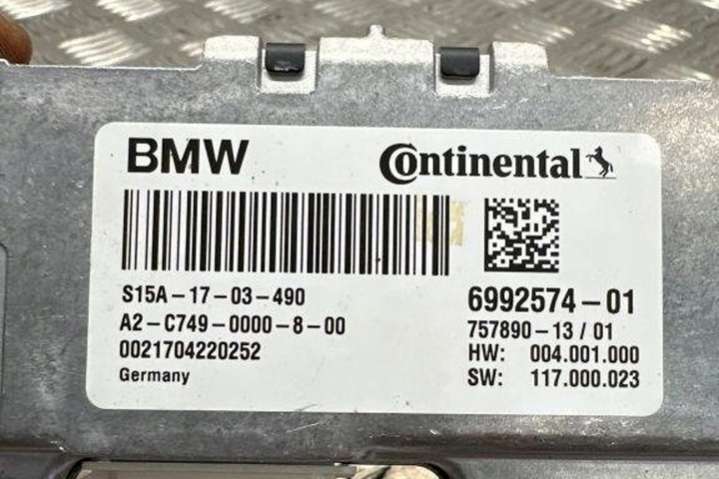 BMW
Continental
S15A-17-03-490
A2-C749-0000-8-00
0021704220252
Germany
6992574-01
757890-13/01
HW: 004.001.000
SW: 117.000.023